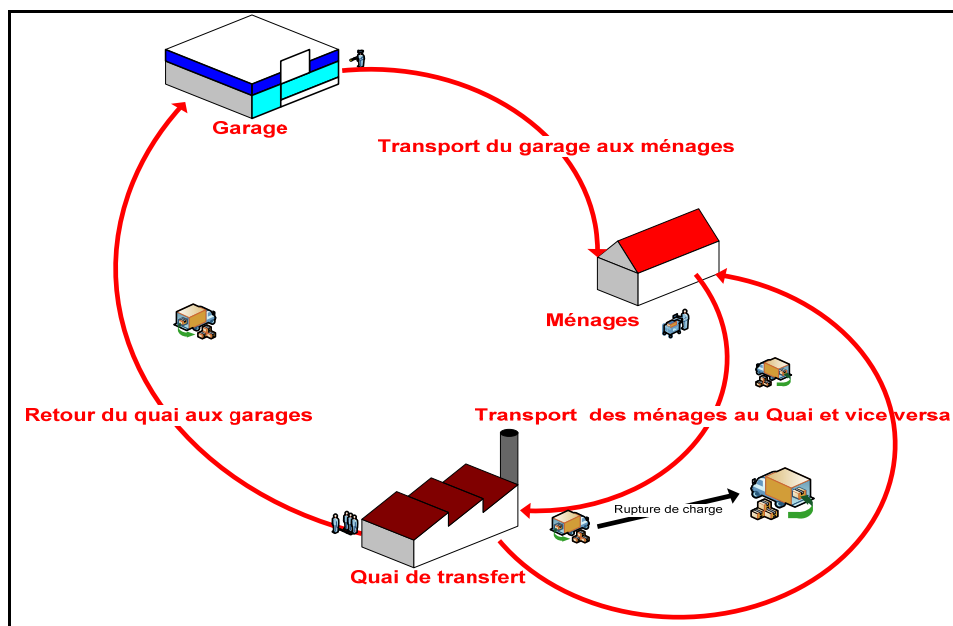 Garage
Transport du garage aux ménages
Ménages
Retour du quai aux garages
Transport des ménages au Quai et vice versa
Rupture de charge
Quai de transfert